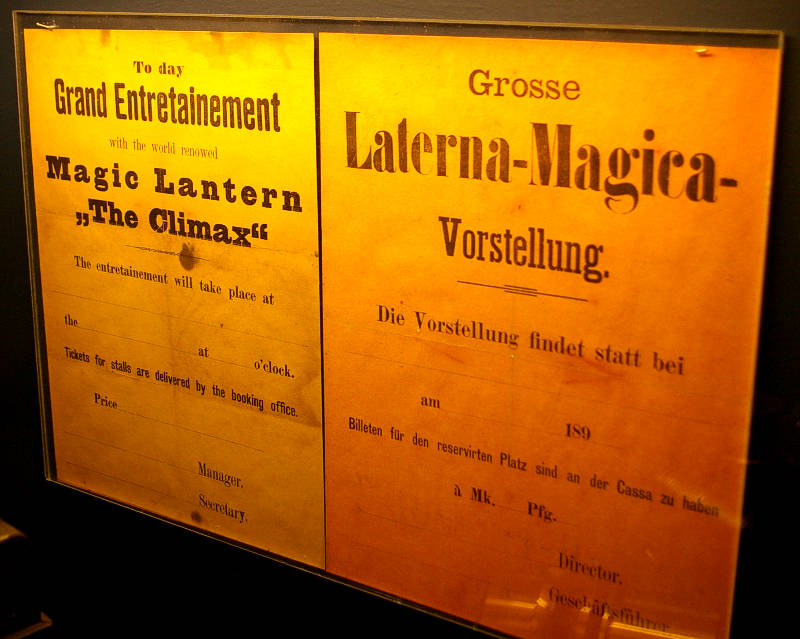 To day
Grand Entretainement
with the world renowed
Magic Lantern
„The Climax“
The entretainement will take place at
the
at o'clock.
Tickets for stalls are delivered by the booking office.
Price
Manager.
Secretary.
Grosse
Laterna-Magica-
Vorstellung.
Die Vorstellung findet statt bei
am 189
Billeten für den reservirten Platz sind an der Cassa zu haben
à Mk. Pfg.
Director.
Geschäftsführer